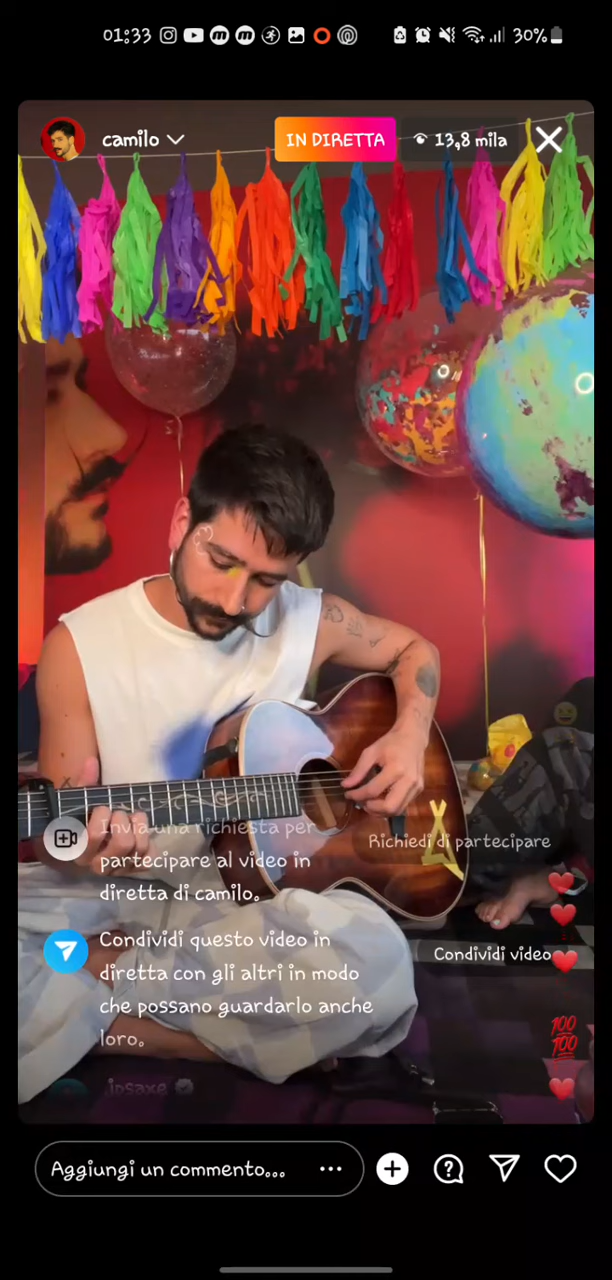 01:33
30%
camilo
IN DIRETTA
13,8 mila
Invia una richiesta per
partecipare al video in
diretta di camilo.
Richiedi di partecipare
Condividi questo video in
diretta con gli altri in modo
che possano guardarlo anche
loro.
Condividi video
100
100
Aggiungi un commento...